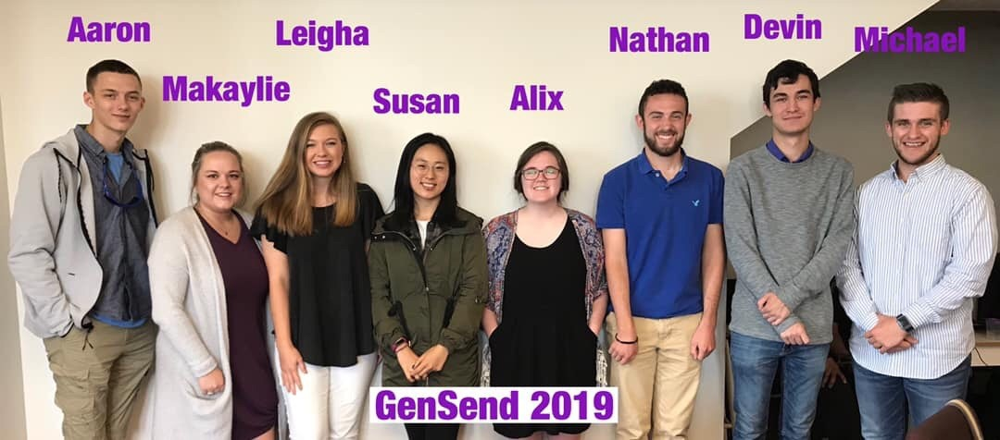 Aaron
Makaylie
Leigha
Susan
Alix
Nathan
Devin
Michael
GenSend 2019